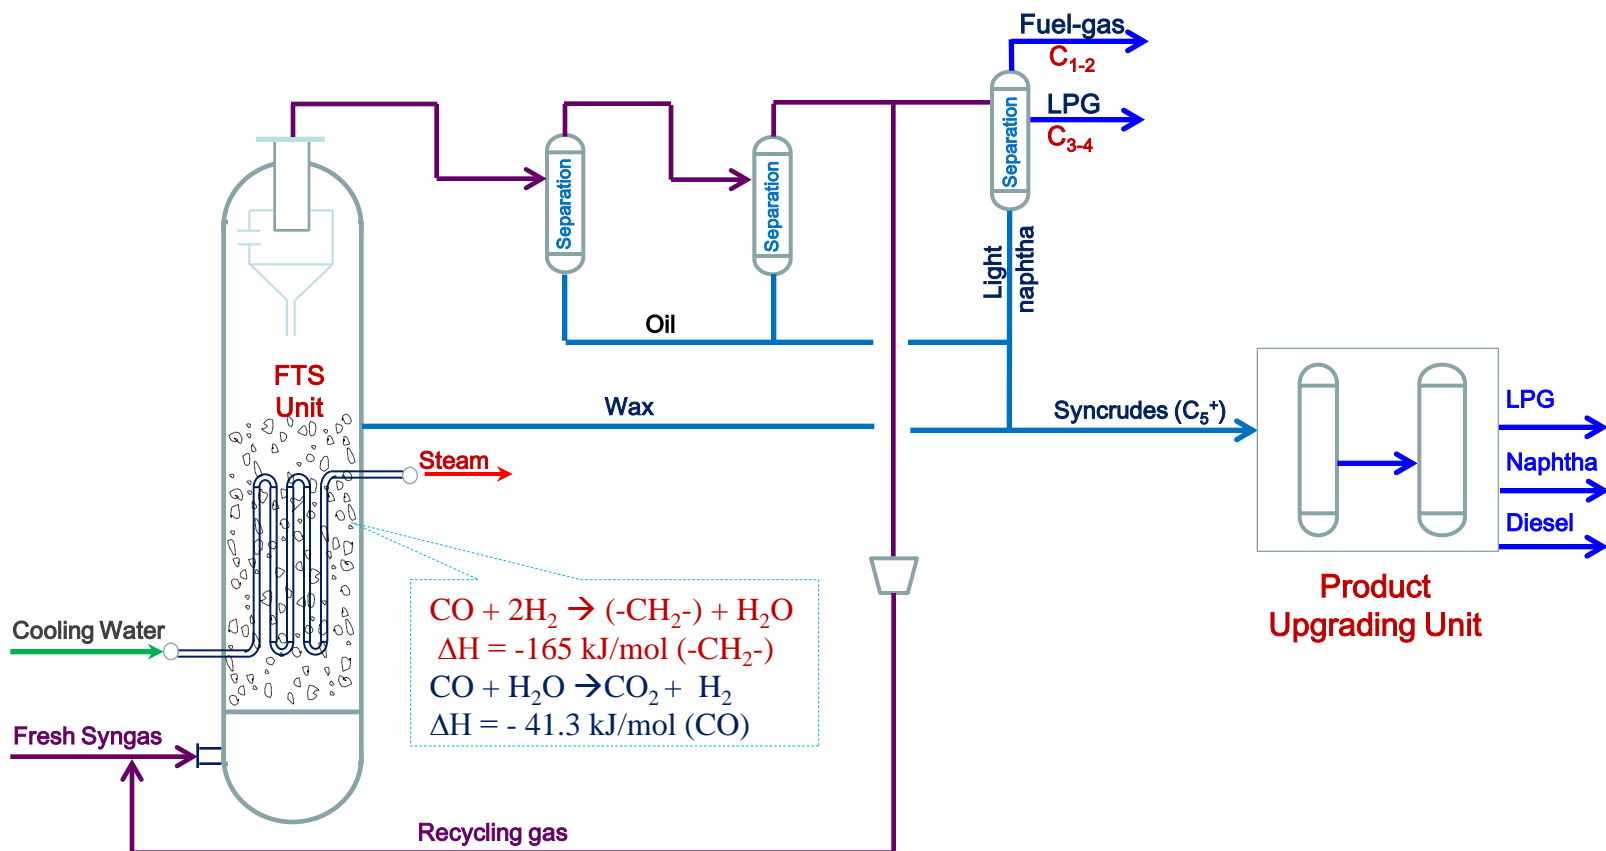 Fuel-gas
C1-2
LPG
C3-4
Separation
Separation
Separation
Light
naphtha
Oil
FTS
Unit
Wax
Syncrudes (C5+)
LPG
Steam
Naphtha
Diesel
Product
Upgrading Unit
CO + 2H2 → (-CH2-) + H2O
ΔH = -165 kJ/mol (-CH2-)
CO + H2O →CO2 + H2
ΔH = - 41.3 kJ/mol (CO)
Cooling Water
Fresh Syngas
Recycling gas